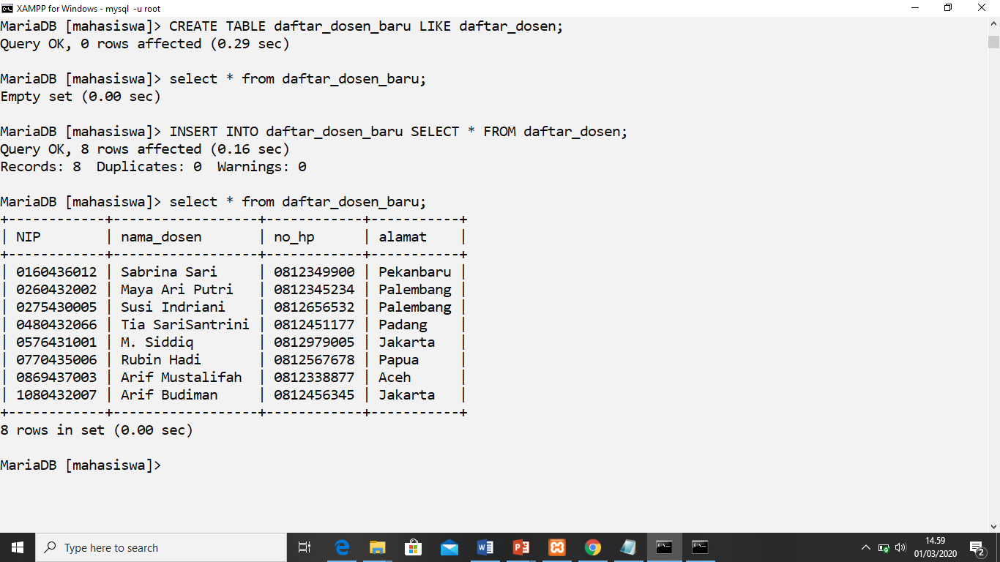 XAMPP for Windows - mysql  -u root
MariaDB [mahasiswa]> CREATE TABLE daftar_dosen_baru LIKE daftar_dosen;
Query OK, 0 rows affected (0.29 sec)
MariaDB [mahasiswa]> select * from daftar_dosen_baru;
Empty set (0.00 sec)
MariaDB [mahasiswa]> INSERT INTO daftar_dosen_baru SELECT * FROM daftar_dosen;
Query OK, 8 rows affected (0.16 sec)
Records: 8  Duplicates: 0  Warnings: 0
MariaDB [mahasiswa]> select * from daftar_dosen_baru;
+------------+------------------+------------+-----------+
| NIP        | nama_dosen       | no_hp      | alamat    |
+------------+------------------+------------+-----------+
| 0160436012 | Sabrina Sari     | 0812349900 | Pekanbaru |
| 0260432002 | Maya Ari Putri   | 0812345234 | Palembang |
| 0275430005 | Susi Indriani    | 0812656532 | Palembang |
| 0480432066 | Tia SariSantrini | 0812451177 | Padang    |
| 0576431001 | M. Siddiq        | 0812979005 | Jakarta   |
| 0770435006 | Rubin Hadi       | 0812567678 | Papua     |
| 0869437003 | Arif Mustalifah  | 0812338877 | Aceh      |
| 1080432007 | Arif Budiman     | 0812456345 | Jakarta   |
+------------+------------------+------------+-----------+
8 rows in set (0.00 sec)
MariaDB [mahasiswa]>
Type here to search
14.59
01/03/2020
2